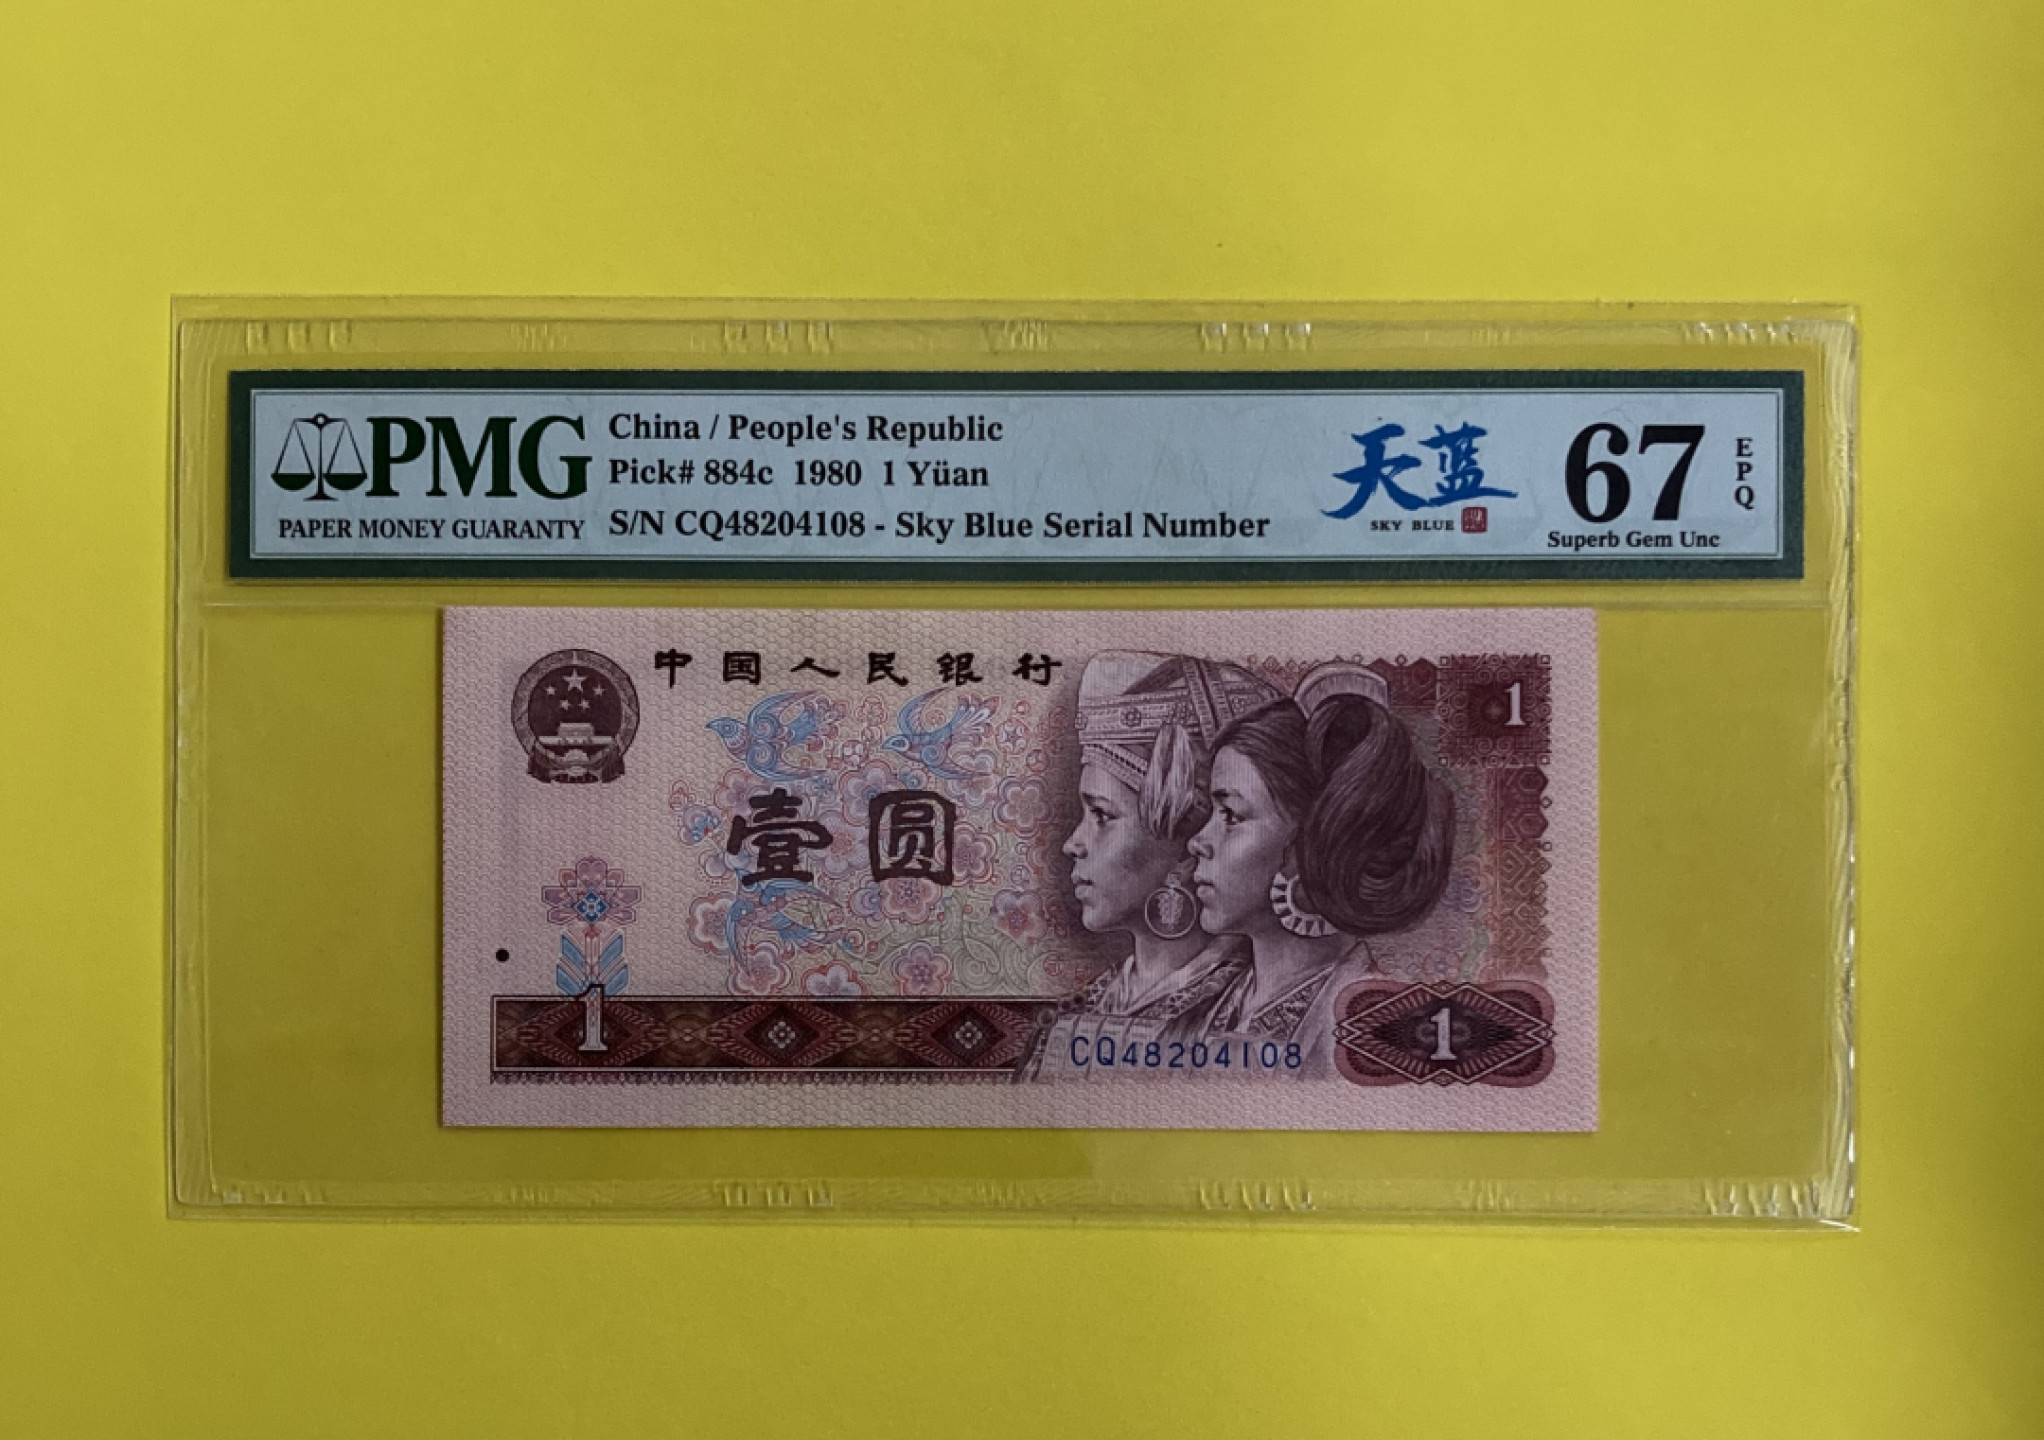 PMG
PAPER MONEY GUARANTY
China / People's Republic
Pick# 884c 1980 1 Yüan
S/N CQ48204108 - Sky Blue Serial Number
天蓝
SKY BLUE
67
EPQ
Superb Gem Unc
中国人民银行
1
壹圆
1
CQ48204108
1